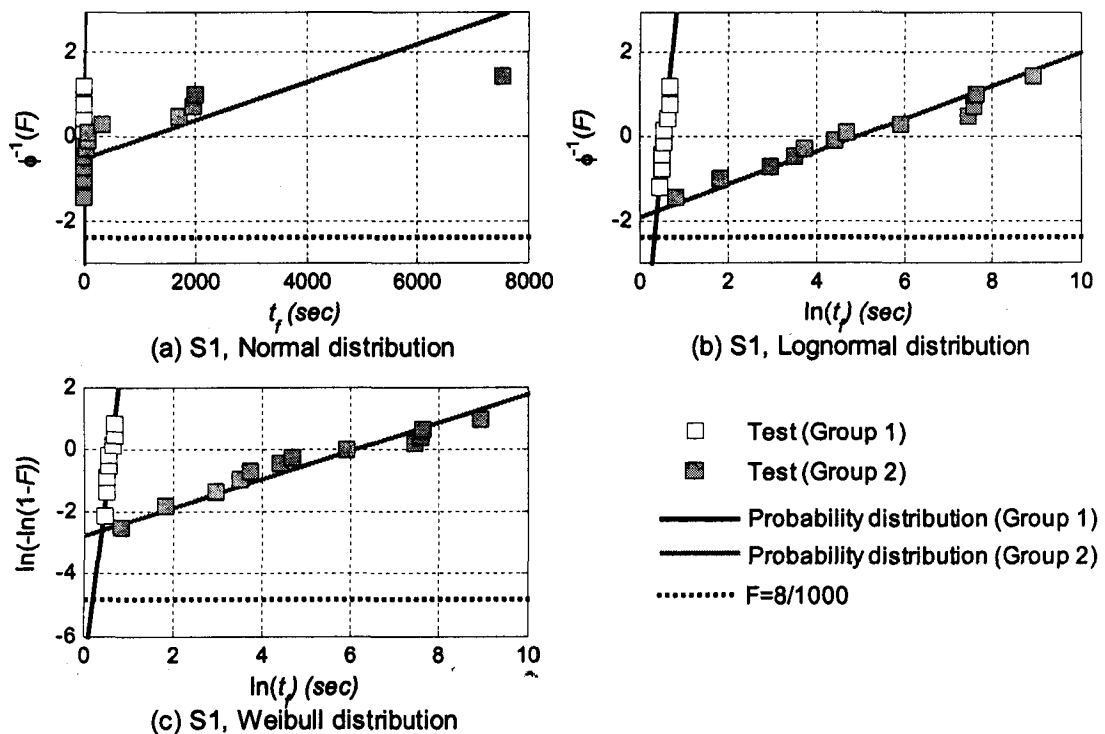 2
0
-2
ϕ⁻¹(F)
0 2000 4000 6000 8000
t_f (sec)
(a) S1, Normal distribution
2
0
-2
ϕ⁻¹(F)
0 2 4 6 8 10
ln(t_f) (sec)
(b) S1, Lognormal distribution
2
0
-2
-4
-6
ln(-ln(1-F))
0 2 4 6 8 10
ln(t_f) (sec)
(c) S1, Weibull distribution
Test (Group 1)
Test (Group 2)
Probability distribution (Group 1)
Probability distribution (Group 2)
F=8/1000